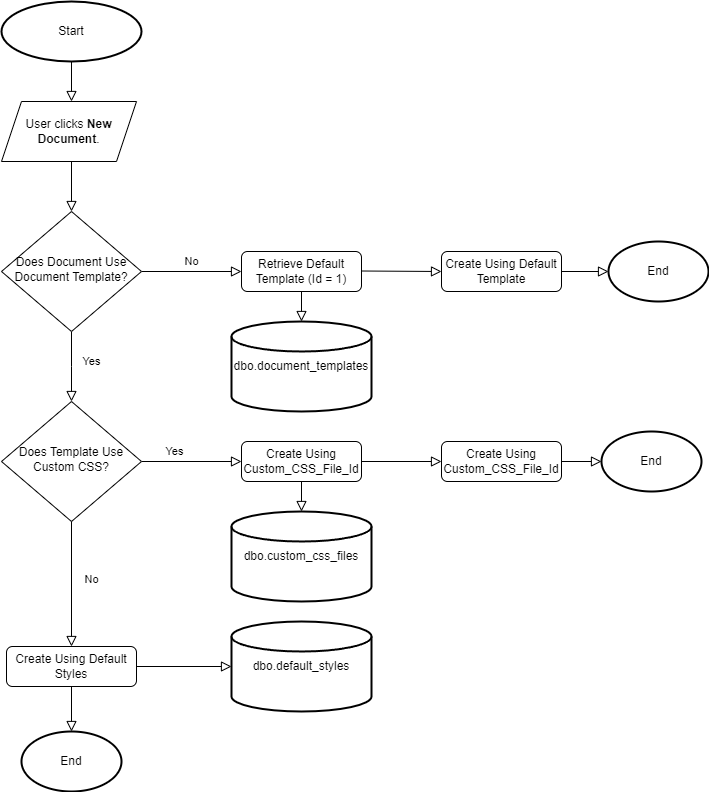 Start
User clicks New
Document.
Does Document Use
Document Template?
No
Retrieve Default
Template (Id = 1)
Create Using Default
Template
End
dbo.document_templates
Yes
Does Template Use
Custom CSS?
Yes
Create Using
Custom_CSS_File_Id
Create Using
Custom_CSS_File_Id
End
dbo.custom_css_files
No
Create Using Default
Styles
dbo.default_styles
End